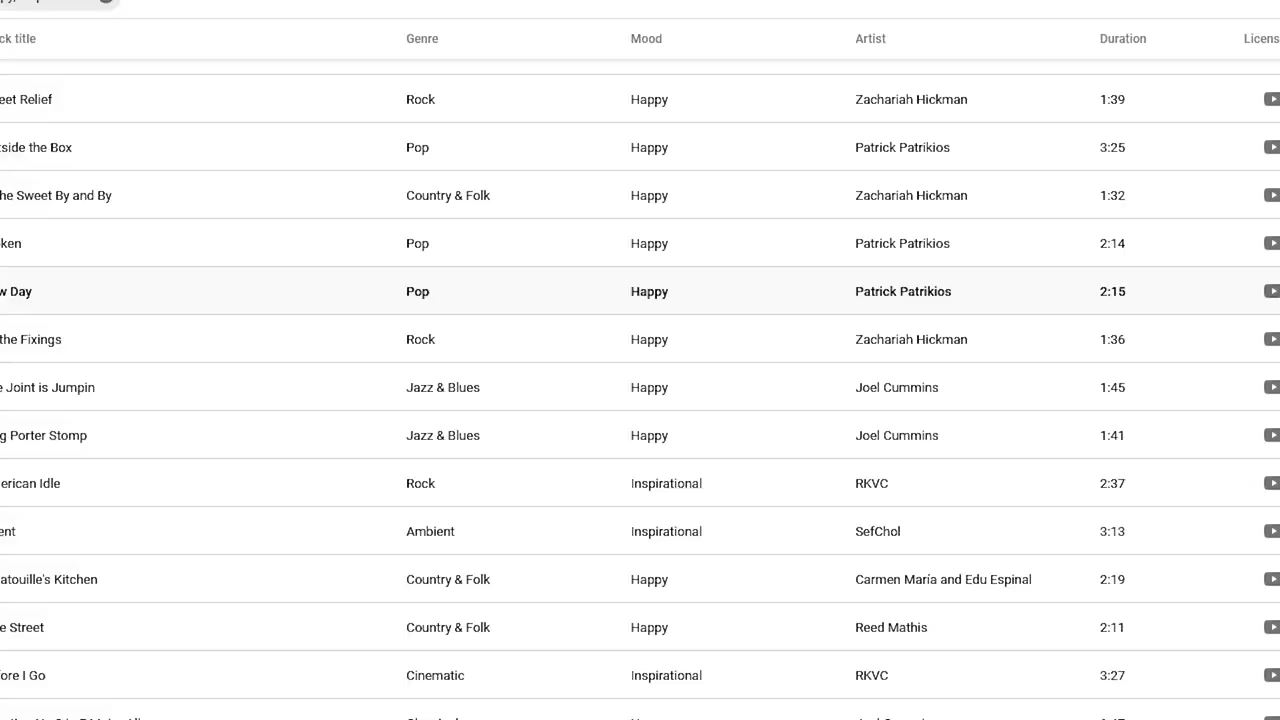 ck title Genre Mood Artist Duration Licens
eet Relief Rock Happy Zachariah Hickman 1:39
side the Box Pop Happy Patrick Patrikios 3:25
he Sweet By and By Country & Folk Happy Zachariah Hickman 1:32
ken Pop Happy Patrick Patrikios 2:14
w Day Pop Happy Patrick Patrikios 2:15
the Fixings Rock Happy Zachariah Hickman 1:36
e Joint is Jumpin Jazz & Blues Happy Joel Cummins 1:45
g Porter Stomp Jazz & Blues Happy Joel Cummins 1:41
erican Idle Rock Inspirational RKVC 2:37
ent Ambient Inspirational SefChol 3:13
atouille's Kitchen Country & Folk Happy Carmen María and Edu Espinal 2:19
e Street Country & Folk Happy Reed Mathis 2:11
ore I Go Cinematic Inspirational RKVC 3:27